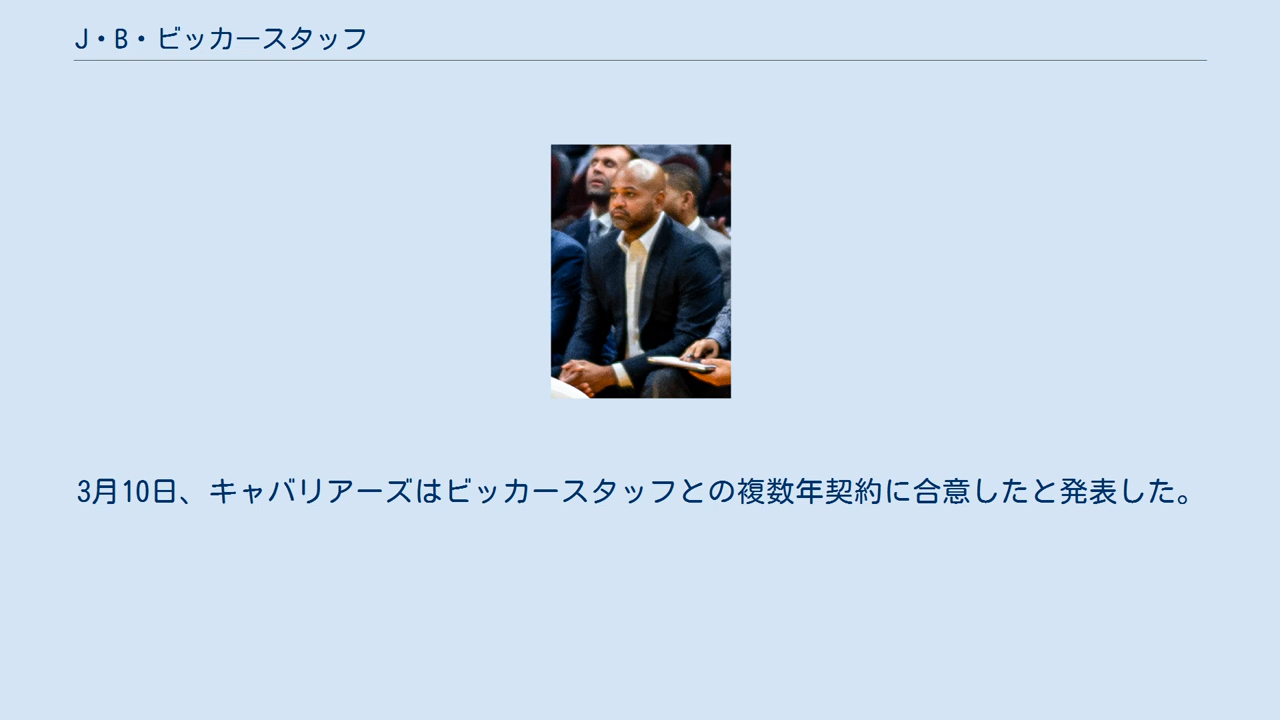 J・B・ビッカースタッフ
3月10日、キャバリアーズはビッカースタッフとの複数年契約に合意したと発表した。